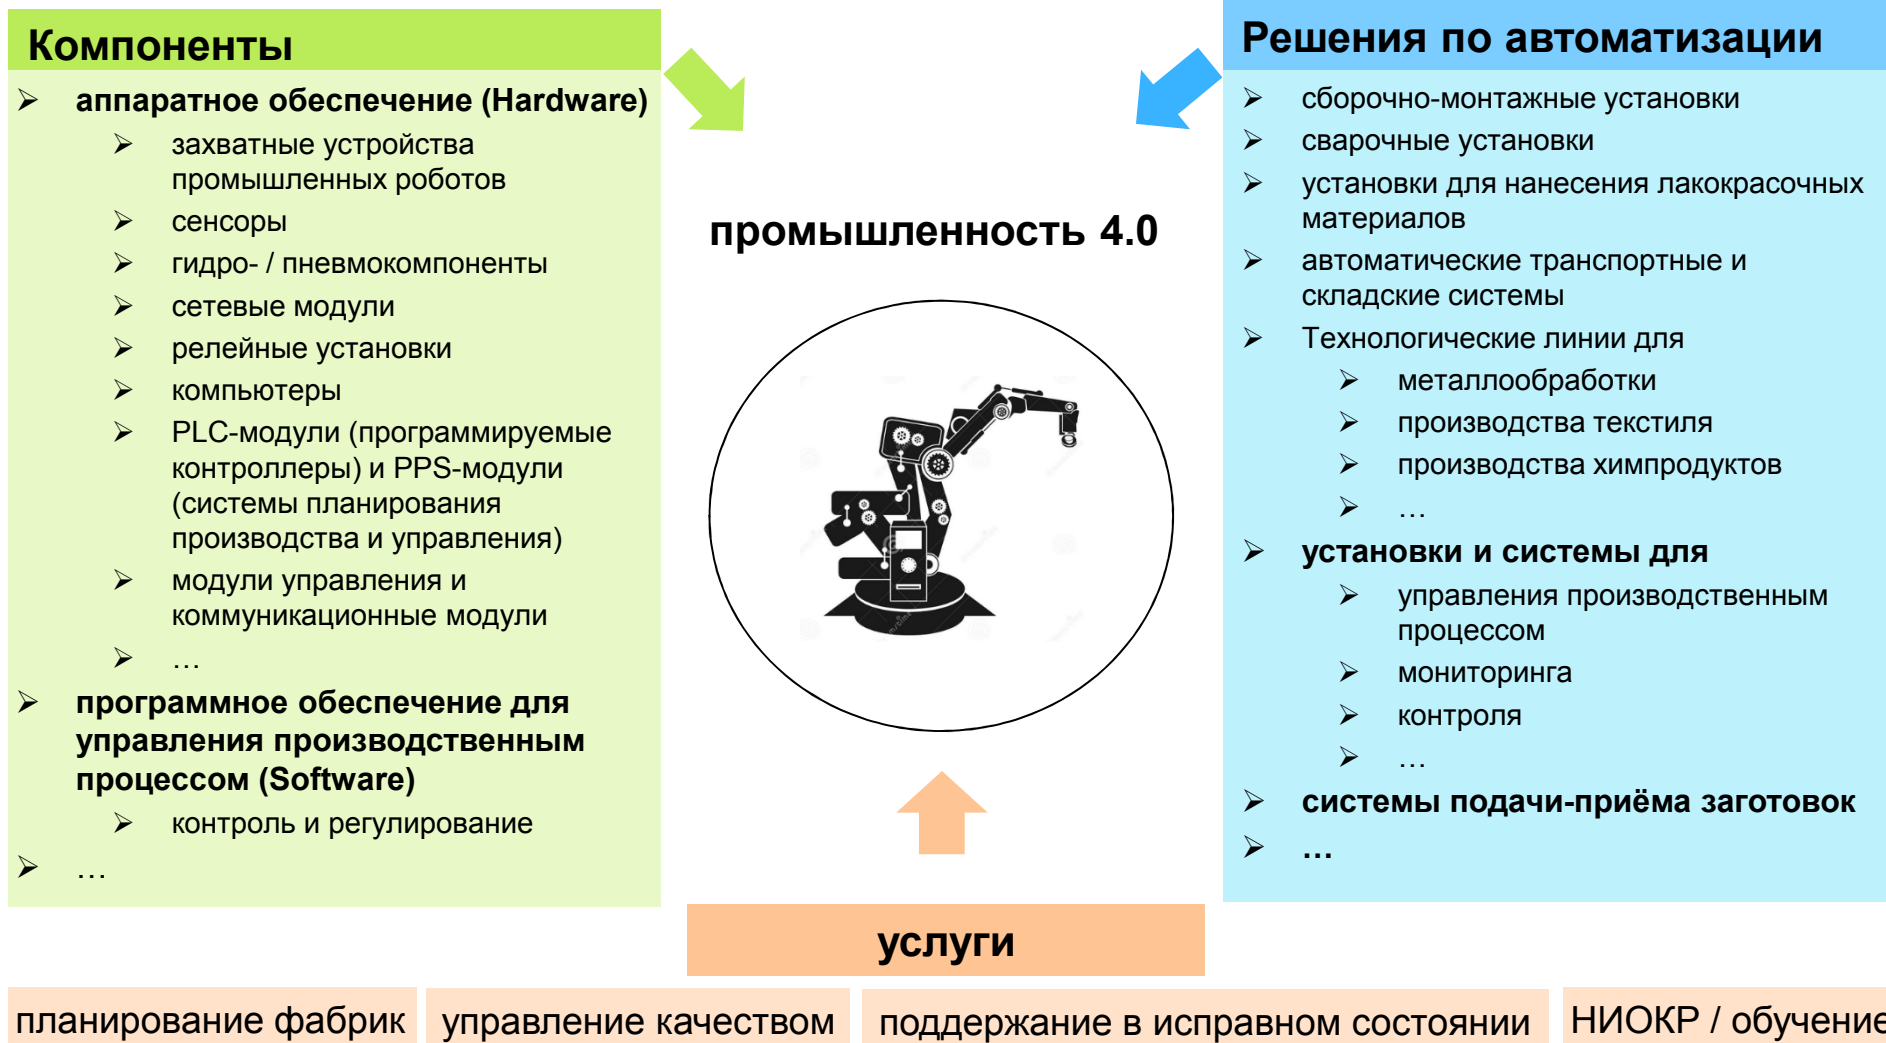 Компоненты
аппаратное обеспечение (Hardware)
захватные устройства
промышленных роботов
сенсоры
гидро- / пневмокомпоненты
сетевые модули
релейные установки
компьютеры
PLC-модули (программируемые
контроллеры) и PPS-модули
(системы планирования
производства и управления)
модули управления и
коммуникационные модули
…
программное обеспечение для
управления производственным
процессом (Software)
контроль и регулирование
…
промышленность 4.0
Решения по автоматизации
сборочно-монтажные установки
сварочные установки
установки для нанесения лакокрасочных
материалов
автоматические транспортные и
складские системы
Технологические линии для
металлообработки
производства текстиля
производства химпродуктов
…
установки и системы для
управления производственным
процессом
мониторинга
контроля
…
системы подачи-приёма заготовок
…
услуги
планирование фабрик
управление качеством
поддержание в исправном состоянии
НИОКР / обучение